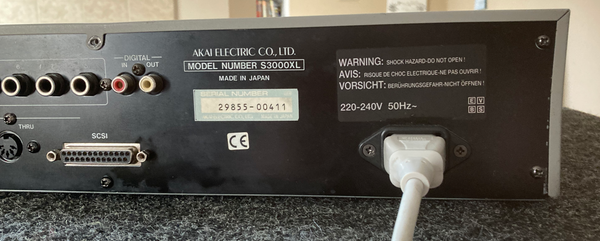 DIGITAL
IN OUT
AKAI ELECTRIC CO., LTD.
MODEL NUMBER S3000XL
MADE IN JAPAN
SERIAL NUMBER
29855-00411
WARNING: SHOCK HAZARD-DO NOT OPEN !
AVIS: RISQUE DE CHOC ELECTRIQUE-NE PAS OUVRIR !
VORSICHT: BERÜHRUNGSGEFAHR-NICHT ÖFFNEN !
220-240V 50Hz~
E V
B S
THRU
SCSI
CE